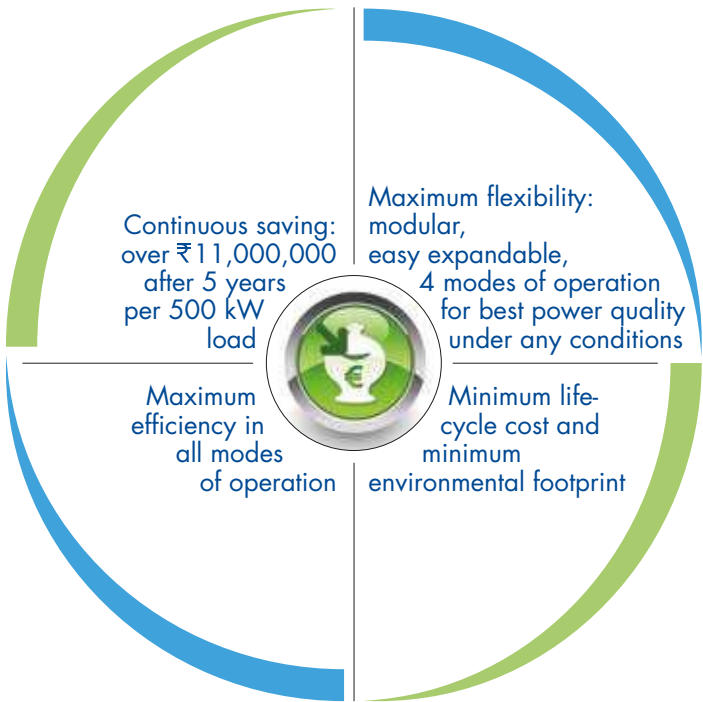 Continuous saving:
over ₹11,000,000
after 5 years
per 500 kW
load
Maximum flexibility:
modular,
easy expandable,
4 modes of operation
for best power quality
under any conditions
€
Maximum
efficiency in
all modes
of operation
Minimum life-
cycle cost and
minimum
environmental footprint